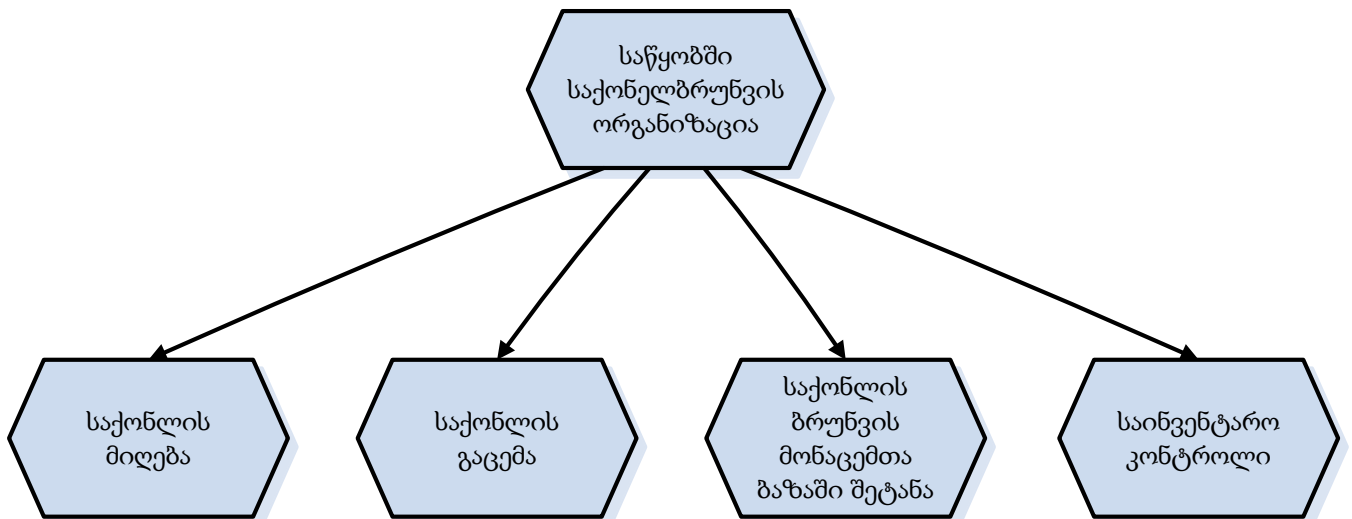 საწყობში
საქონელბრუნვის
ორგანიზაცია
საქონლის
მიღება
საქონლის
გაცემა
საქონლის
ბრუნვის
მონაცემთა
ბაზაში შეტანა
საინვენტარო
კონტროლი